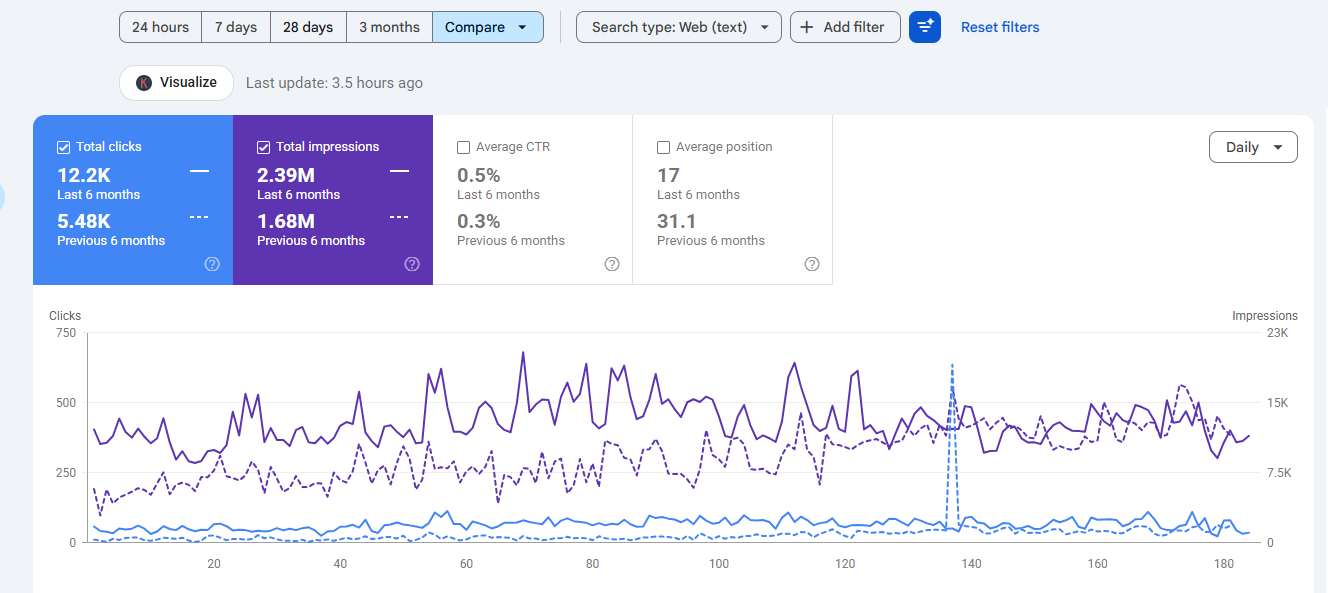 24 hours 7 days 28 days 3 months Compare Search type: Web (text) Add filter Reset filters
K Visualize Last update: 3.5 hours ago
Total clicks Total impressions Average CTR Average position Daily
12.2K 2.39M 0.5% 17
Last 6 months Last 6 months Last 6 months Last 6 months
5.48K 1.68M 0.3% 31.1
Previous 6 months Previous 6 months Previous 6 months Previous 6 months
Clicks Impressions
750 23K
500 15K
250 7.5K
0 0
20 40 60 80 100 120 140 160 180